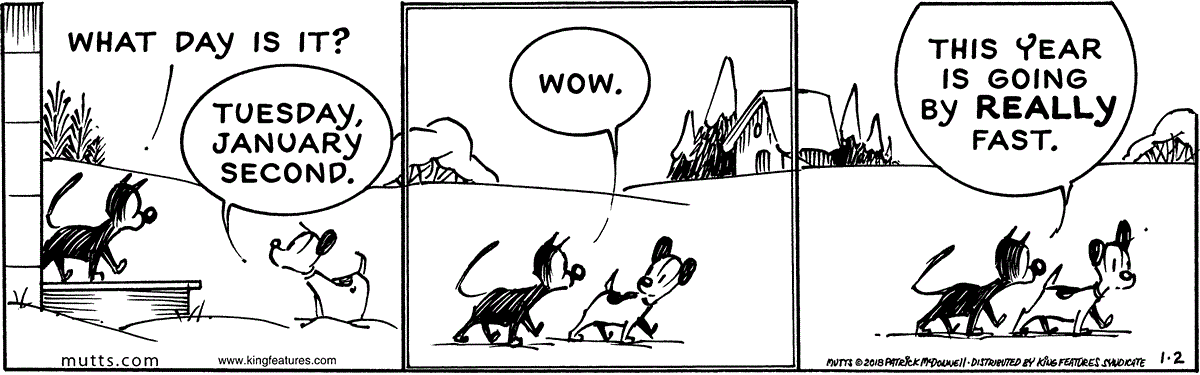 WHAT DAY IS IT?
TUESDAY,
JANUARY
SECOND.
WOW.
THIS YEAR
IS GOING
BY REALLY
FAST.
mutts.com
www.kingfeatures.com
MUTTS © 2018 PATRICK McDONNELL · DISTRIBUTED BY KING FEATURES SYNDICATE
1·2